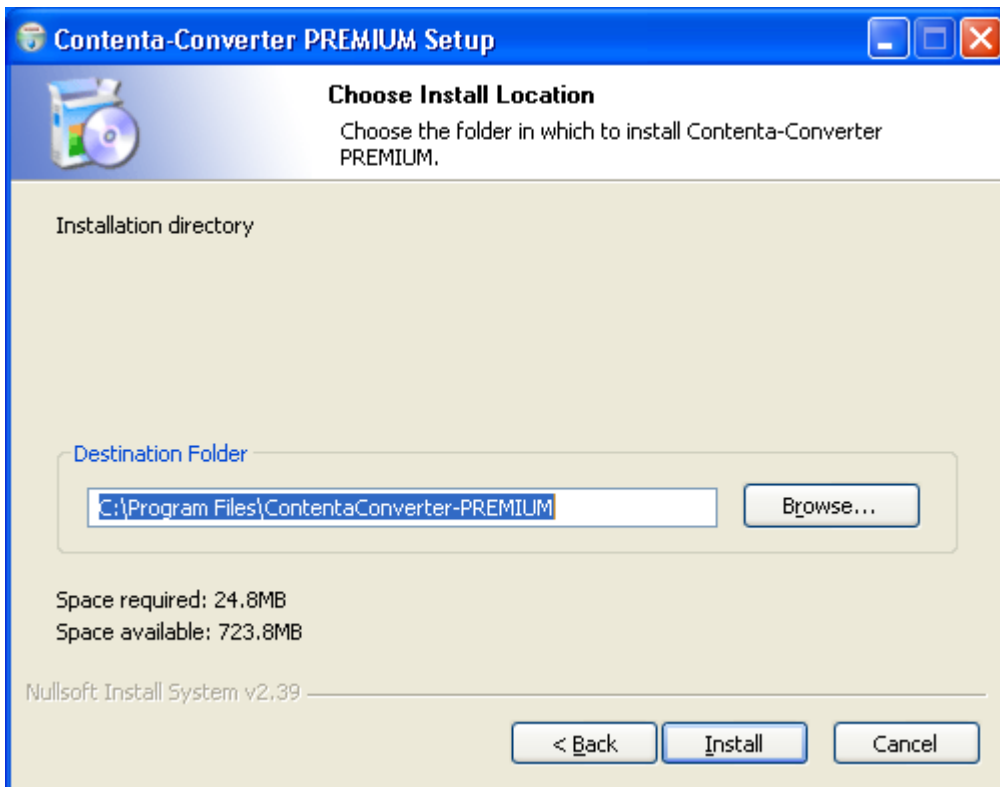 Contenta-Converter PREMIUM Setup
Choose Install Location
Choose the folder in which to install Contenta-Converter
PREMIUM.
Installation directory
Destination Folder
C:\Program Files\ContentaConverter-PREMIUM
Browse...
Space required: 24.8MB
Space available: 723.8MB
Nullsoft Install System v2.39
< Back
Install
Cancel